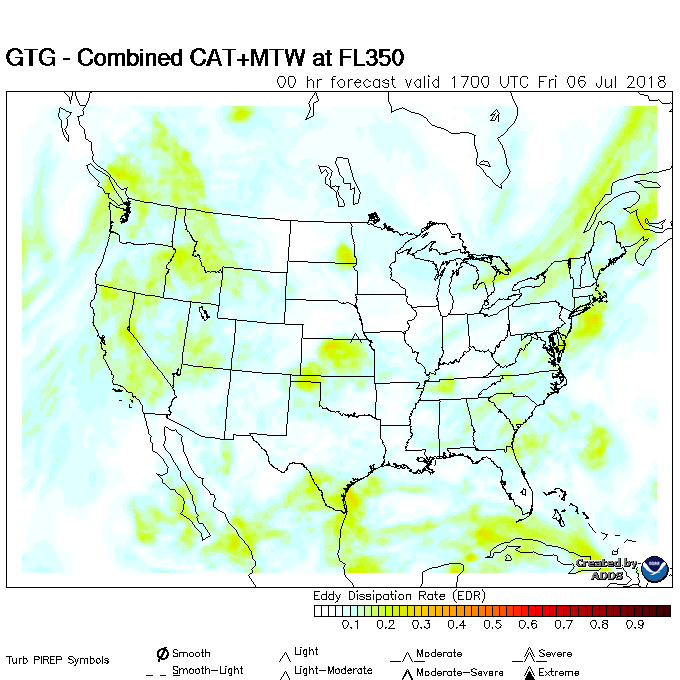 GTG - Combined CAT+MTW at FL350
00 hr forecast valid 1700 UTC Fri 06 Jul 2018
Created by
ADDS
Eddy Dissipation Rate (EDR)
0.1 0.2 0.3 0.4 0.5 0.6 0.7 0.8 0.9
Turb PIREP Symbols
Smooth Light Moderate Severe
Smooth-Light Light-Moderate Moderate-Severe Extreme